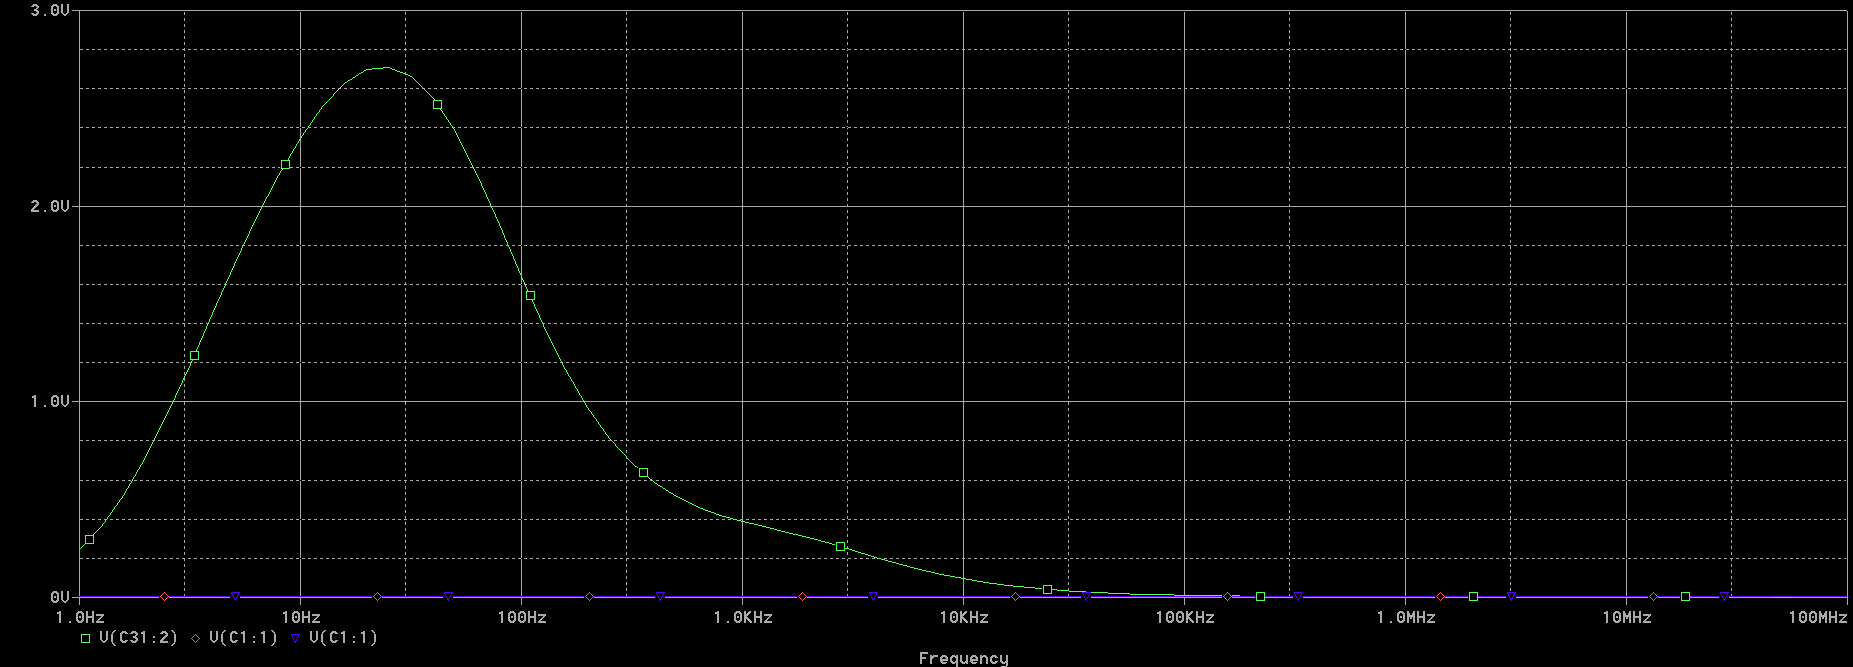 3.0V
2.0V
1.0V
0V
1.0Hz 10Hz 100Hz 1.0KHz 10KHz 100KHz 1.0MHz 10MHz 100MHz
V(C31:2) V(C1:1) V(C1:1)
Frequency